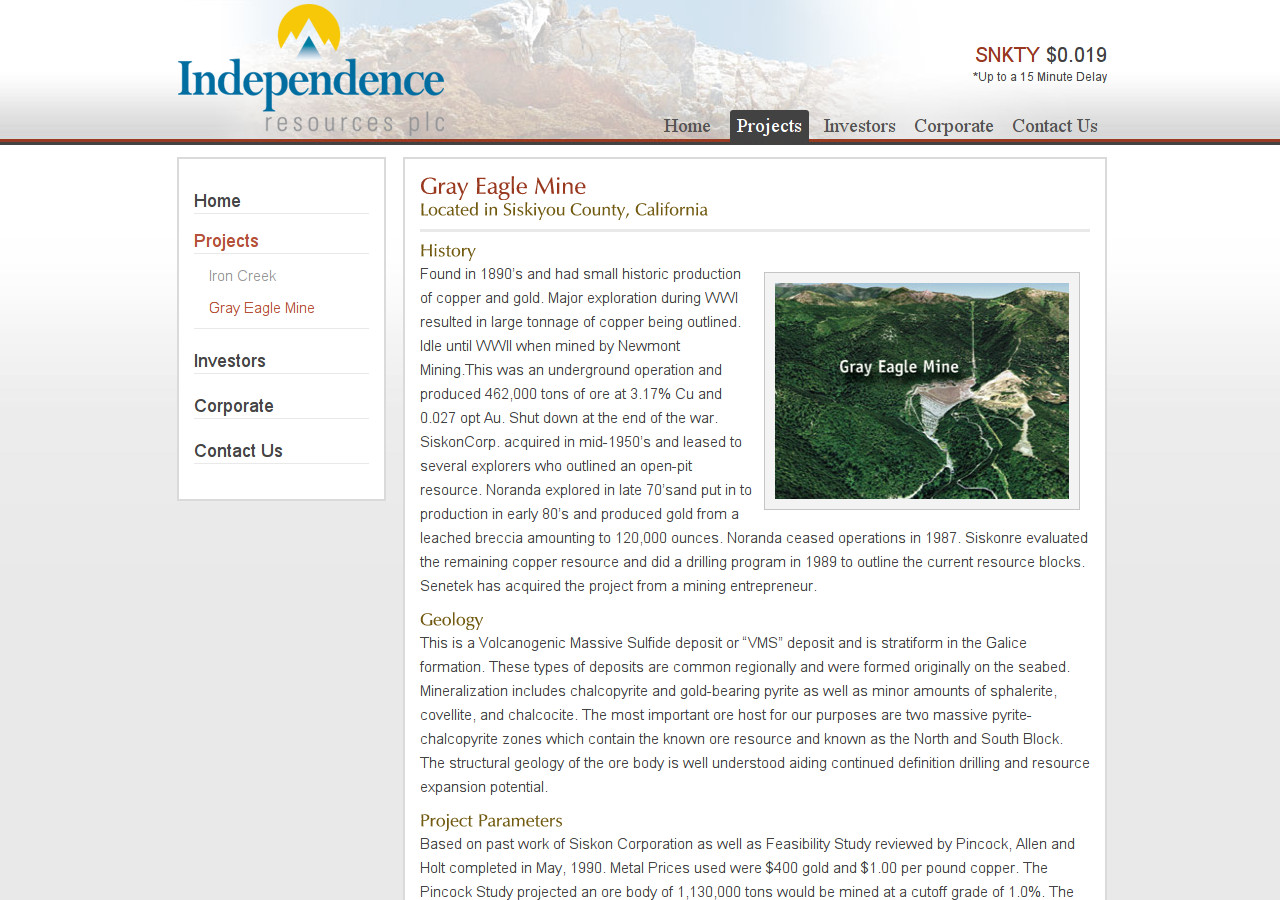 Independence
resources plc
SNKTY $0.019
*Up to a 15 Minute Delay
Home Projects Investors Corporate Contact Us
Home
Projects
Iron Creek
Gray Eagle Mine
Investors
Corporate
Contact Us
Gray Eagle Mine
Located in Siskiyou County, California
History
Found in 1890's and had small historic production
of copper and gold. Major exploration during WWI
resulted in large tonnage of copper being outlined.
Idle until WWII when mined by Newmont
Mining.This was an underground operation and
produced 462,000 tons of ore at 3.17% Cu and
0.027 opt Au. Shut down at the end of the war.
SiskonCorp. acquired in mid-1950's and leased to
several explorers who outlined an open-pit
resource. Noranda explored in late 70'sand put in to
production in early 80's and produced gold from a
leached breccia amounting to 120,000 ounces. Noranda ceased operations in 1987. Siskonre evaluated
the remaining copper resource and did a drilling program in 1989 to outline the current resource blocks.
Senetek has acquired the project from a mining entrepreneur.
Gray Eagle Mine
Geology
This is a Volcanogenic Massive Sulfide deposit or “VMS” deposit and is stratiform in the Galice
formation. These types of deposits are common regionally and were formed originally on the seabed.
Mineralization includes chalcopyrite and gold-bearing pyrite as well as minor amounts of sphalerite,
covellite, and chalcocite. The most important ore host for our purposes are two massive pyrite-
chalcopyrite zones which contain the known ore resource and known as the North and South Block.
The structural geology of the ore body is well understood aiding continued definition drilling and resource
expansion potential.
Project Parameters
Based on past work of Siskon Corporation as well as Feasibility Study reviewed by Pincock, Allen and
Holt completed in May, 1990. Metal Prices used were $400 gold and $1.00 per pound copper. The
Pincock Study projected an ore body of 1,130,000 tons would be mined at a cutoff grade of 1.0%. The